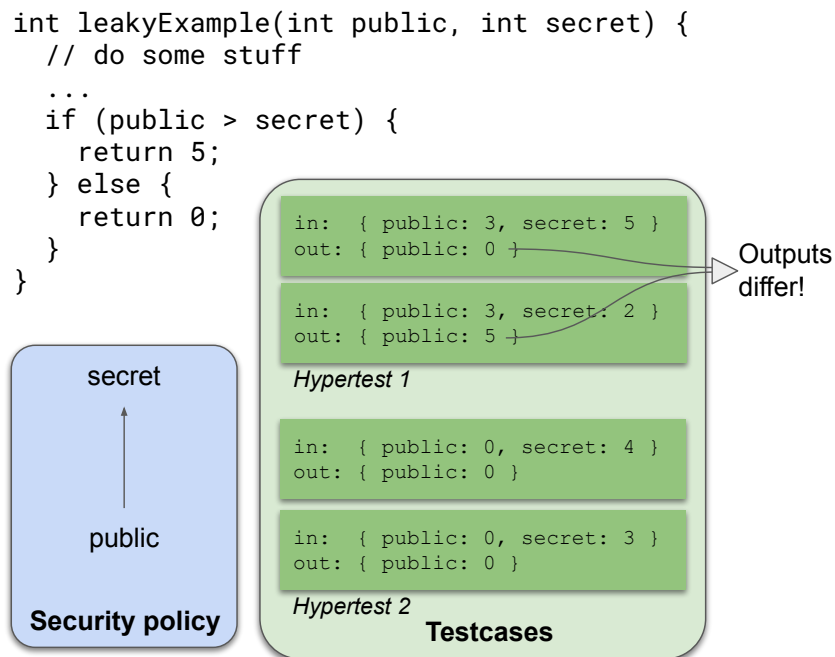 int leakyExample(int public, int secret) {
// do some stuff
...
if (public > secret) {
return 5;
} else {
return 0;
}
}
in: { public: 3, secret: 5 }
out: { public: 0 }
in: { public: 3, secret: 2 }
out: { public: 5 }
Hypertest 1
in: { public: 0, secret: 4 }
out: { public: 0 }
in: { public: 0, secret: 3 }
out: { public: 0 }
Hypertest 2
Testcases
Outputs
differ!
secret
public
Security policy